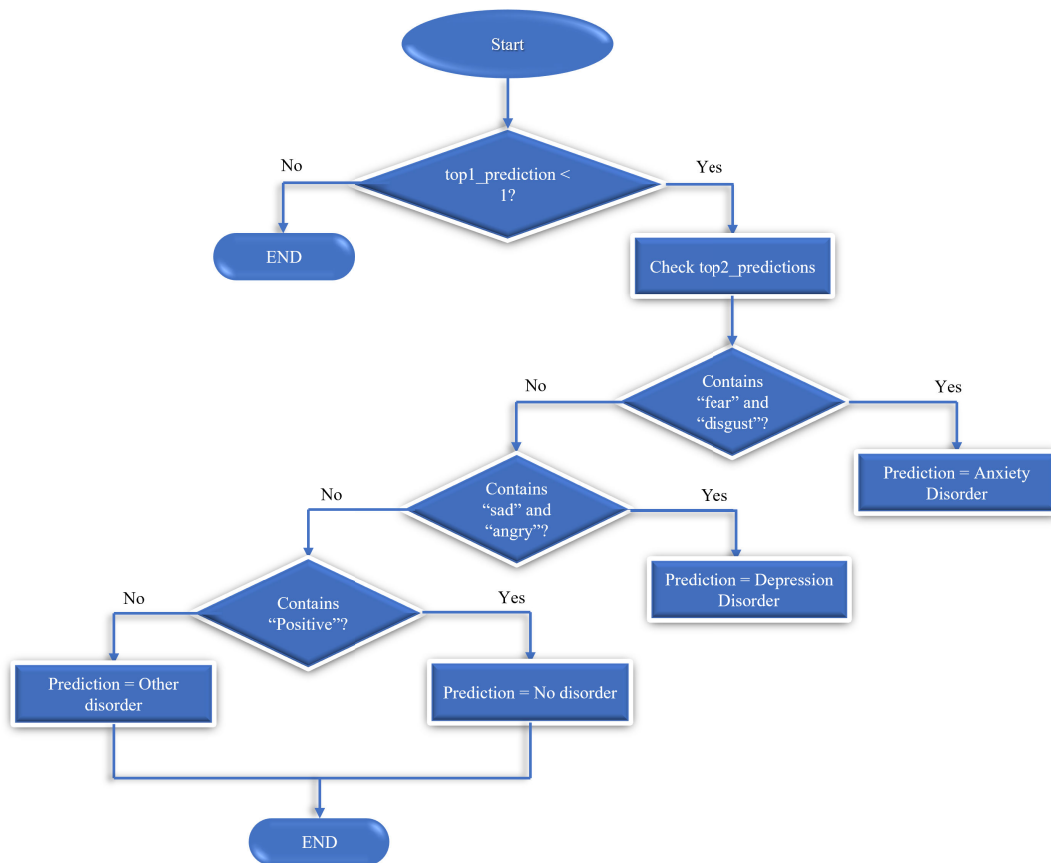 Start
top1_prediction <
1?
No
Yes
END
Check top2_predictions
Contains
“fear” and
“disgust”?
No
Yes
Prediction = Anxiety
Disorder
Contains
“sad” and
“angry”?
No
Yes
Prediction = Depression
Disorder
Contains
“Positive”?
No
Yes
Prediction = Other
disorder
Prediction = No disorder
END